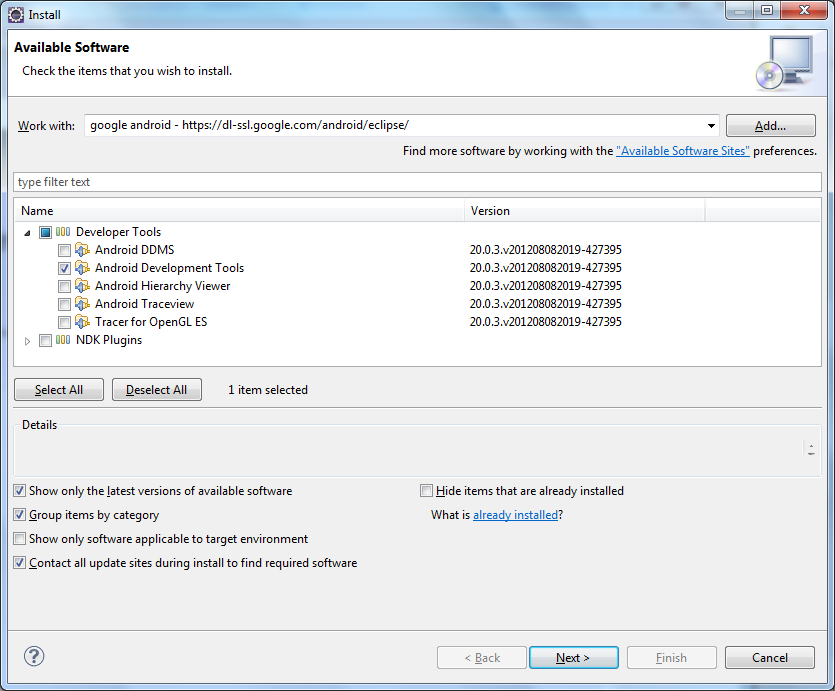 Install
Available Software
Check the items that you wish to install.
Work with: google android - https://dl-ssl.google.com/android/eclipse/ Add...
Find more software by working with the "Available Software Sites" preferences.
type filter text
Name Version
Developer Tools
Android DDMS 20.0.3.v201208082019-427395
Android Development Tools 20.0.3.v201208082019-427395
Android Hierarchy Viewer 20.0.3.v201208082019-427395
Android Traceview 20.0.3.v201208082019-427395
Tracer for OpenGL ES 20.0.3.v201208082019-427395
NDK Plugins
Select All Deselect All 1 item selected
Details
Show only the latest versions of available software Hide items that are already installed
Group items by category What is already installed?
Show only software applicable to target environment
Contact all update sites during install to find required software
? < Back Next > Finish Cancel